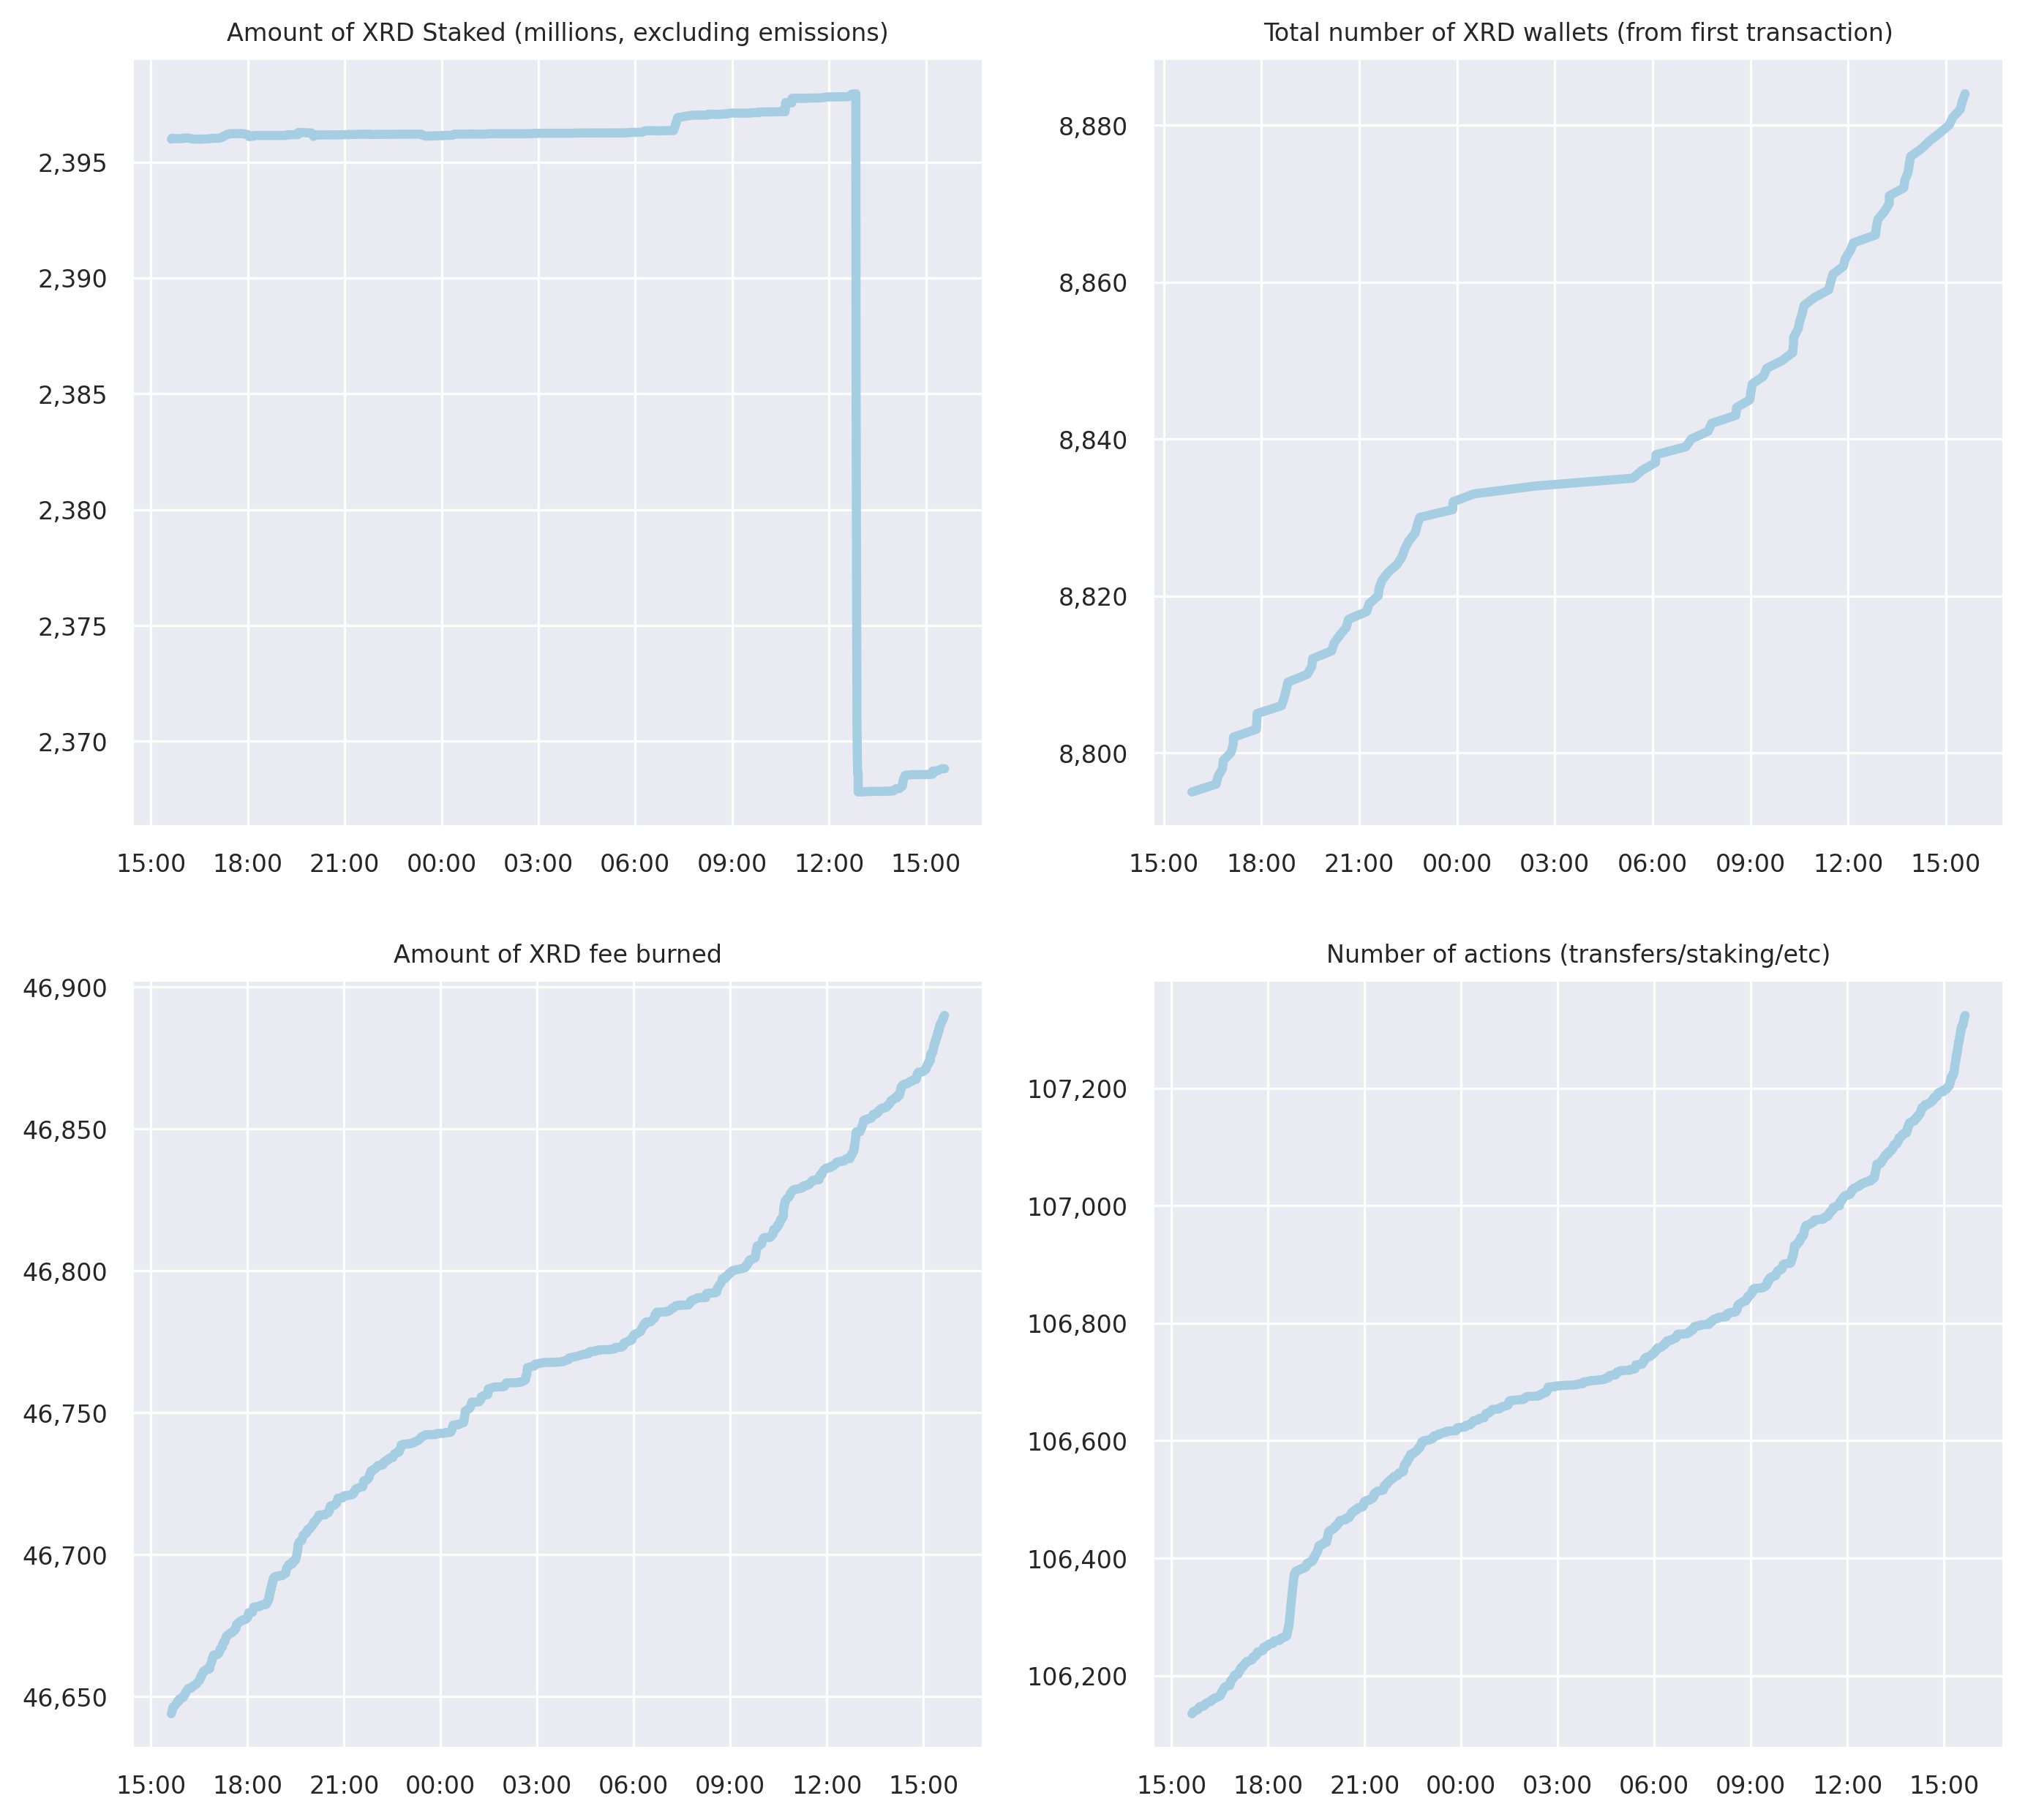 Amount of XRD Staked (millions, excluding emissions)
2,395
2,390
2,385
2,380
2,375
2,370
15:00 18:00 21:00 00:00 03:00 06:00 09:00 12:00 15:00
Total number of XRD wallets (from first transaction)
8,880
8,860
8,840
8,820
8,800
15:00 18:00 21:00 00:00 03:00 06:00 09:00 12:00 15:00
Amount of XRD fee burned
46,900
46,850
46,800
46,750
46,700
46,650
15:00 18:00 21:00 00:00 03:00 06:00 09:00 12:00 15:00
Number of actions (transfers/staking/etc)
107,200
107,000
106,800
106,600
106,400
106,200
15:00 18:00 21:00 00:00 03:00 06:00 09:00 12:00 15:00